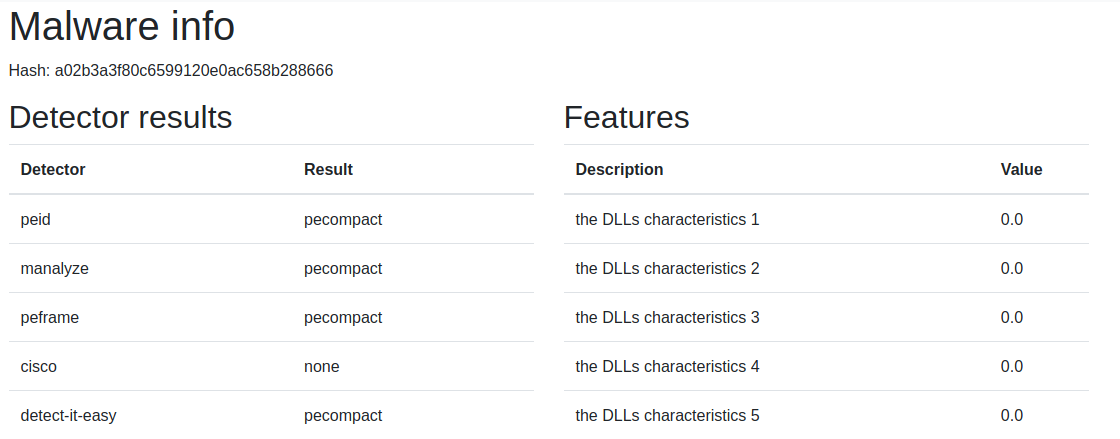 Malware info
Hash: a02b3a3f80c6599120e0ac658b288666
Detector results
Detector Result
peid pecompact
manalyze pecompact
peframe pecompact
cisco none
detect-it-easy pecompact
Features
Description Value
the DLLs characteristics 1 0.0
the DLLs characteristics 2 0.0
the DLLs characteristics 3 0.0
the DLLs characteristics 4 0.0
the DLLs characteristics 5 0.0